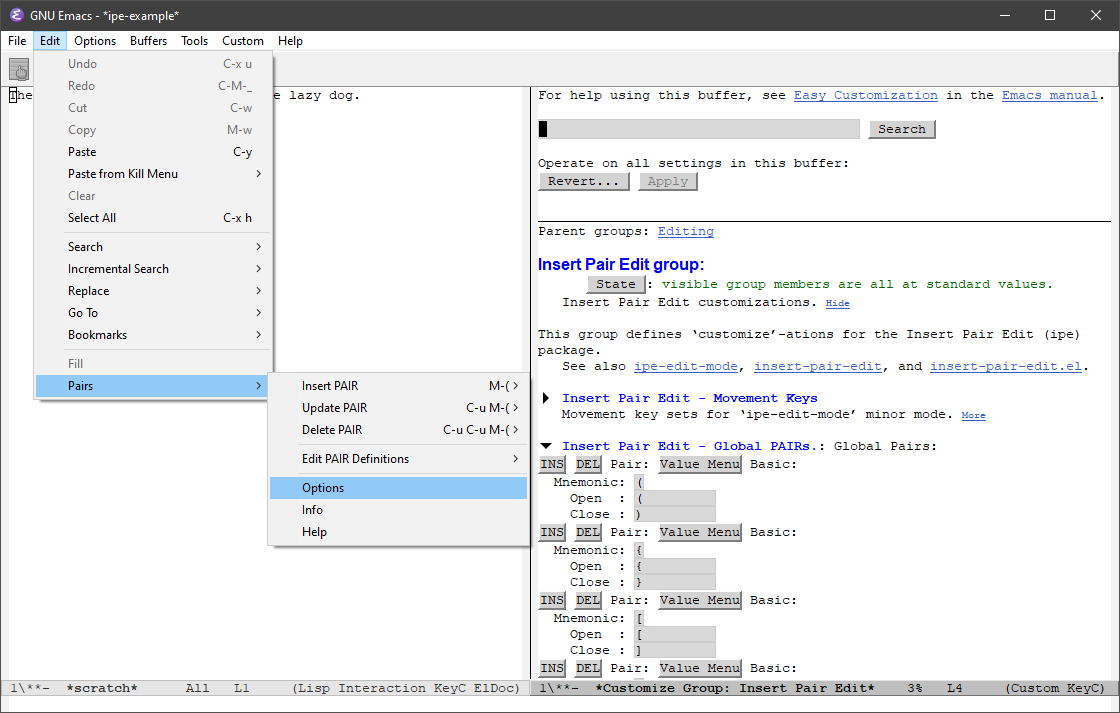 GNU Emacs - *ipe-example*
File Edit Options Buffers Tools Custom Help
Undo C-x u
Redo C-M-_
Cut C-w
Copy M-w
Paste C-y
Paste from Kill Menu
Clear
Select All C-x h
Search
Incremental Search
Replace
Go To
Bookmarks
Fill
Pairs
Insert PAIR M-(
Update PAIR C-u M-(
Delete PAIR C-u C-u M-(
Edit PAIR Definitions
Options
Info
Help
The e lazy dog.
For help using this buffer, see Easy Customization in the Emacs manual.
Search
Operate on all settings in this buffer:
Revert... Apply
Parent groups: Editing
Insert Pair Edit group:
State : visible group members are all at standard values.
Insert Pair Edit customizations. Hide
This group defines ‘customize’-ations for the Insert Pair Edit (ipe)
package.
See also ipe-edit-mode, insert-pair-edit, and insert-pair-edit.el.
Insert Pair Edit - Movement Keys
Movement key sets for ‘ipe-edit-mode’ minor mode. More
Insert Pair Edit - Global PAIRs.: Global Pairs:
INS DEL Pair: Value Menu Basic:
Mnemonic: (
Open : (
Close : )
INS DEL Pair: Value Menu Basic:
Mnemonic: {
Open : {
Close : }
INS DEL Pair: Value Menu Basic:
Mnemonic: [
Open : [
Close : ]
INS DEL Pair: Value Menu Basic:
1\**- *scratch* All L1 (Lisp Interaction KeyC ElDoc)
1\**- *Customize Group: Insert Pair Edit* 3% L4 (Custom KeyC)